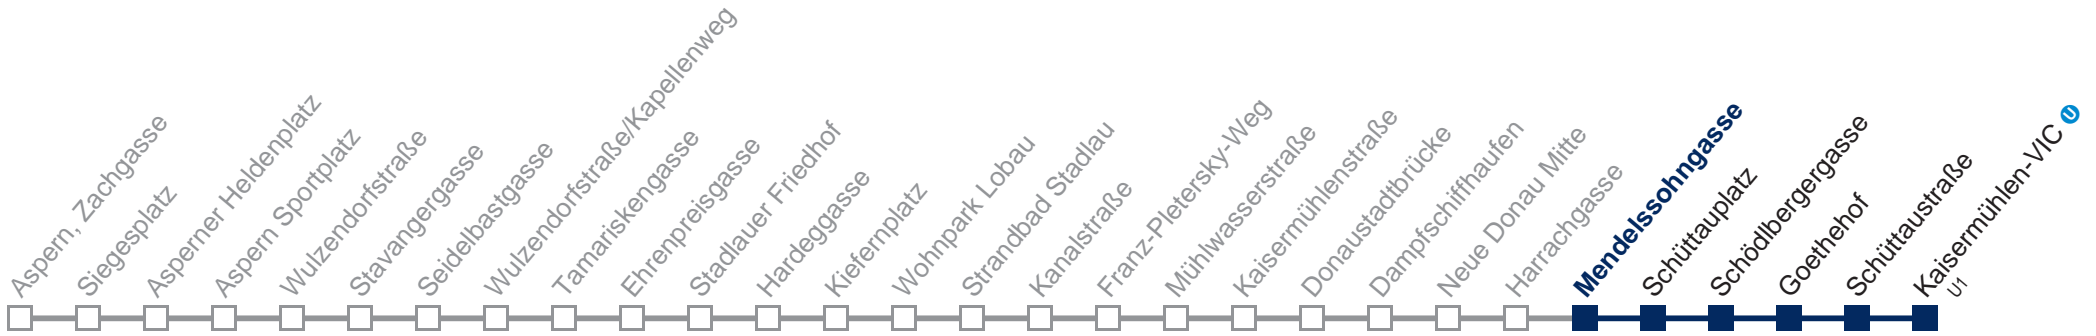 Aspern, Zachgasse
Siegesplatz
Asperner Heldenplatz
Aspern Sportplatz
Wulzendorfstraße
Stavangergasse
Seidelbastgasse
Wulzendorfstraße/Kapellenweg
Tamariskengasse
Ehrenpreisgasse
Stadlauer Friedhof
Hardeggasse
Kiefernplatz
Wohnpark Lobau
Strandbad Stadlau
Kanalstraße
Franz-Pletersky-Weg
Mühlwasserstraße
Kaisermühlenstraße
Donaustadtbrücke
Dampfschiffhaufen
Neue Donau Mitte
Harrachgasse
Mendelssohngasse
Schüttauplatz
Schödlbergergasse
Goethehof
Schüttaustraße
Kaisermühlen-VIC U
U1